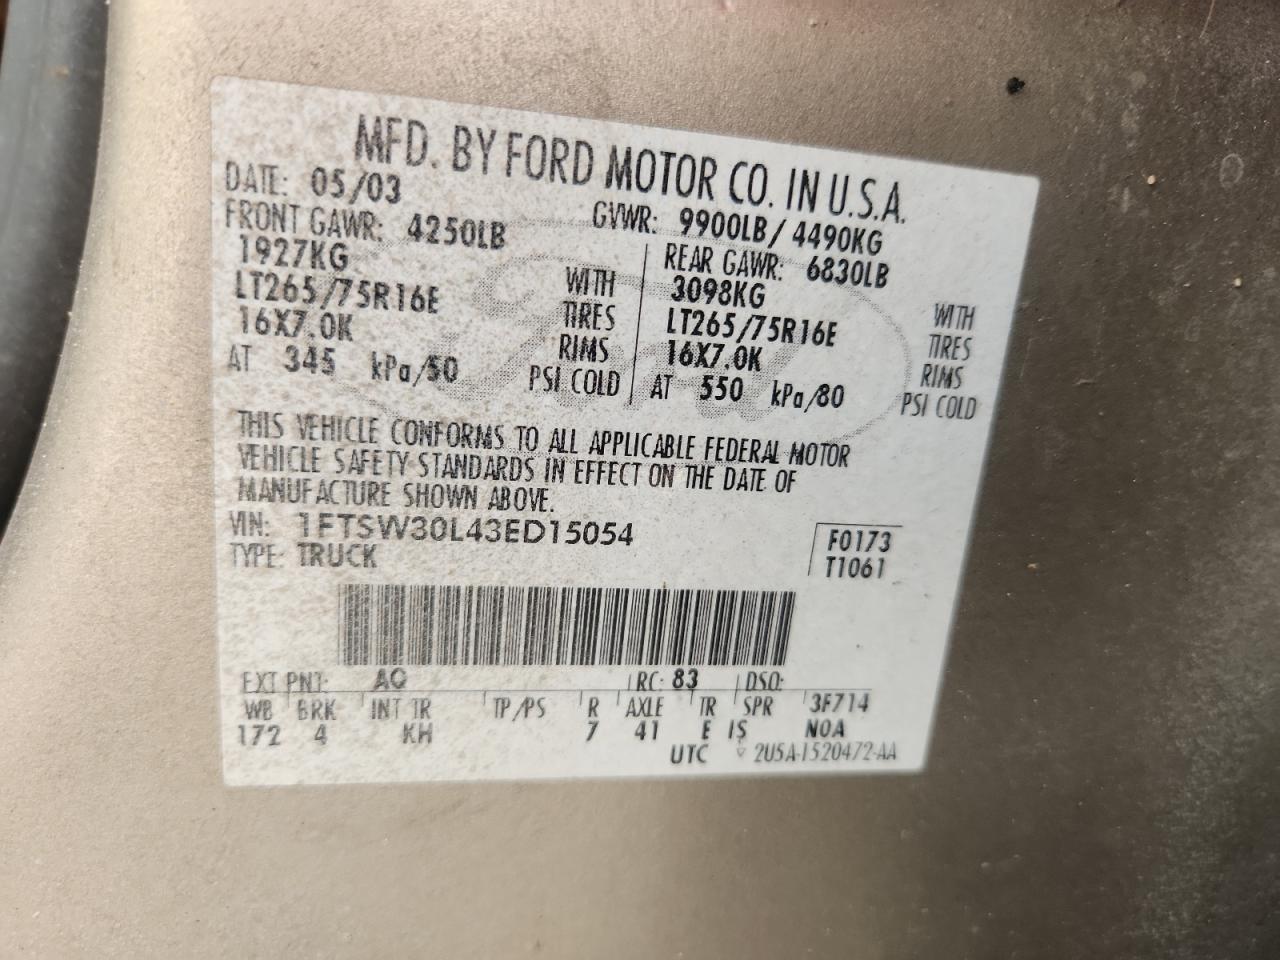 MFD. BY FORD MOTOR CO. IN U.S.A.
DATE: 05/03 GVWR: 9900LB/ 4490KG
FRONT GAWR: 4250LB REAR GAWR: 6830LB
1927KG WITH 3098KG WITH
LT265/75R16E TIRES LT265/75R16E TIRES
16X7.0K RIMS 16X7.0K RIMS
AT 345 kPa/50 PSI COLD AT 550 kPa/80 PSI COLD
THIS VEHICLE CONFORMS TO ALL APPLICABLE FEDERAL MOTOR
VEHICLE SAFETY STANDARDS IN EFFECT ON THE DATE OF
MANUFACTURE SHOWN ABOVE.
VIN: 1FTSW30L43ED15054 F0173
TYPE: TRUCK T1061
EXT PNT: AQ RC: 83 DSO:
WB BRK INT TR TP/PS R AXLE TR SPR 3F714
172 4 KH 7 41 E IS NOA
UTC 2U5A-1520472-AA